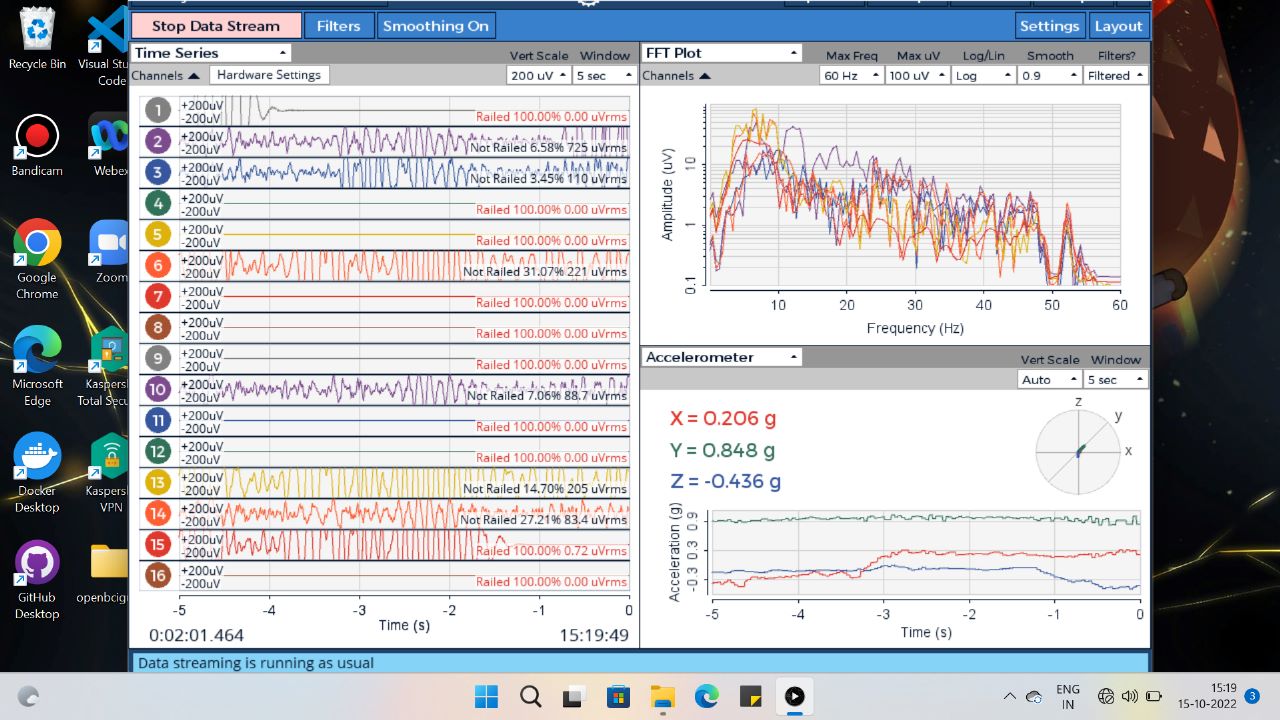 Stop Data Stream
Filters
Smoothing On
Settings
Layout
Time Series
Vert Scale
Window
Channels
Hardware Settings
200 uV
5 sec
1 +200uV -200uV Railed 100.00% 0.00 uVrms
2 +200uV -200uV Not Railed 6.58% 725 uVrms
3 +200uV -200uV Not Railed 3.45% 110 uVrms
4 +200uV -200uV Railed 100.00% 0.00 uVrms
5 +200uV -200uV Railed 100.00% 0.00 uVrms
6 +200uV -200uV Not Railed 31.07% 221 uVrms
7 +200uV -200uV Railed 100.00% 0.00 uVrms
8 +200uV -200uV Railed 100.00% 0.00 uVrms
9 +200uV -200uV Railed 100.00% 0.00 uVrms
10 +200uV -200uV Not Railed 7.06% 88.7 uVrms
11 +200uV -200uV Railed 100.00% 0.00 uVrms
12 +200uV -200uV Railed 100.00% 0.00 uVrms
13 +200uV -200uV Not Railed 14.70% 205 uVrms
14 +200uV -200uV Not Railed 27.21% 83.4 uVrms
15 +200uV -200uV Railed 100.00% 0.72 uVrms
16 +200uV -200uV Railed 100.00% 0.00 uVrms
-5 -4 -3 -2 -1 0
Time (s)
0:02:01.464
15:19:49
FFT Plot
Max Freq
Max uV
Log/Lin
Smooth
Filters?
Channels
60 Hz
100 uV
Log
0.9
Filtered
Amplitude (uV)
10
1
0.1
10 20 30 40 50 60
Frequency (Hz)
Accelerometer
Vert Scale
Window
Auto
5 sec
X = 0.206 g
Y = 0.848 g
Z = -0.436 g
z
y
x
Acceleration (g)
0.9
0.3
-0.3
-5 -4 -3 -2 -1 0
Time (s)
Data streaming is running as usual
Recycle Bin
Visual Stu
Code
Bandicam
Webex
Google
Chrome
Zoom
Microsoft
Edge
Kaspers
Total Secu
Docker
Desktop
Kaspers
VPN
GitHub
Desktop
openbcigu
ENG
IN
15:19
15-10-2022
3